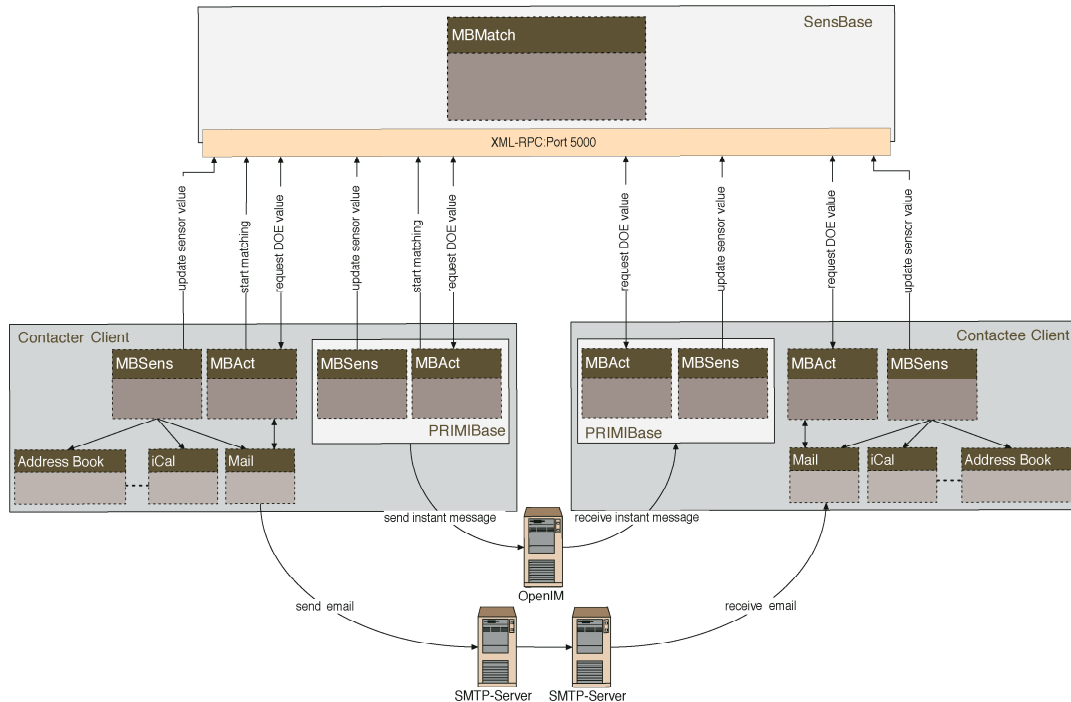 SensBase
MBMatch
XML-RPC:Port 5000
update sensor value
start matching
request DOE value
update sensor value
start matching
request DOE value
request DOE value
update sensor value
request DOE value
update sensor value
Contacter Client
MBSens
MBAct
MBSens
MBAct
PRIMIBase
Address Book
iCal
Mail
Contactee Client
MBAct
MBSens
MBAct
MBSens
PRIMIBase
Mail
iCal
Address Book
send instant message
receive instant message
OpenIM
send email
receive email
SMTP-Server
SMTP-Server